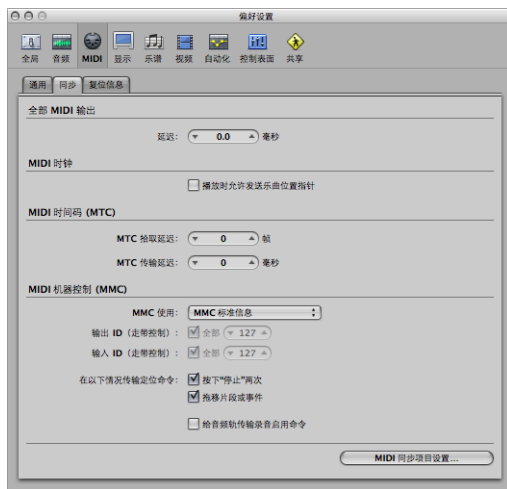 偏好设置
全局 音频 MIDI 显示 乐谱 视频 自动化 控制表面 共享
通用 同步 复位信息
全部 MIDI 输出
延迟: 0.0 毫秒
MIDI 时钟
播放时允许发送乐曲位置指针
MIDI 时间码 (MTC)
MTC 拾取延迟: 0 帧
MTC 传输延迟: 0 毫秒
MIDI 机器控制 (MMC)
MMC 使用: MMC 标准信息
输出 ID（走带控制）: 全部 127
输入 ID（走带控制）: 全部 127
在以下情况传输定位命令: 按下"停止"两次
拖移片段或事件
给音频轨传输录音启用命令
MIDI 同步项目设置...